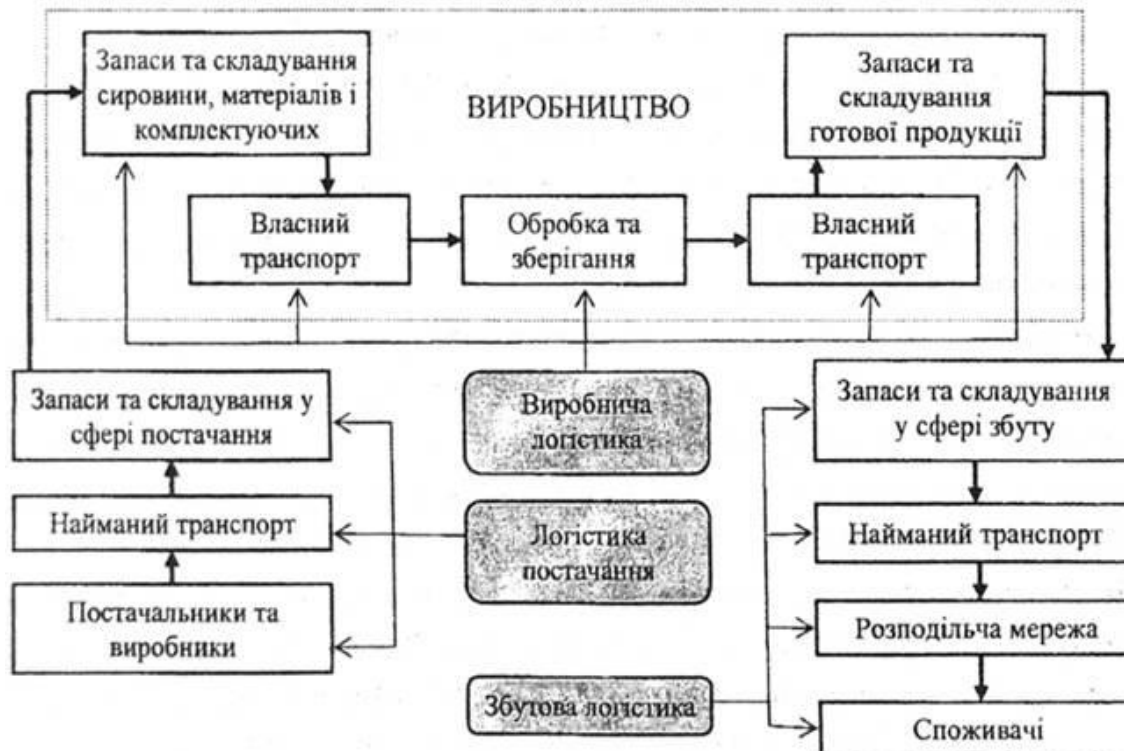 Запаси та складування
сировини, матеріалів і
комплектуючих
ВИРОБНИЦТВО
Запаси та
складування
готової продукції
Власний
транспорт
Обробка та
зберігання
Власний
транспорт
Запаси та складування у
сфері постачання
Виробнича
логістика
Запаси та складування
у сфері збуту
Найманий транспорт
Логістика
постачання
Найманий транспорт
Постачальники та
виробники
Розподільча мережа
Збутова логістика
Споживачі